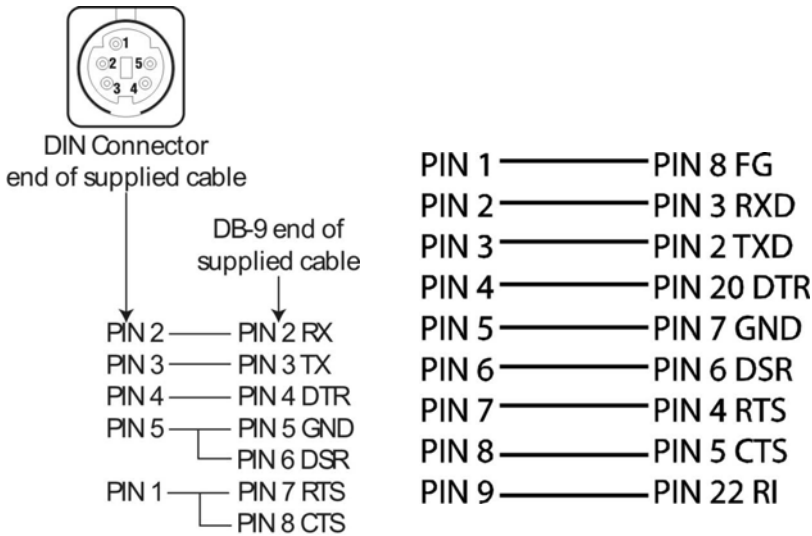 1
2 5
3 4
DIN Connector
end of supplied cable
DB-9 end of
supplied cable
PIN 2 PIN 2 RX
PIN 3 PIN 3 TX
PIN 4 PIN 4 DTR
PIN 5 PIN 5 GND
PIN 6 DSR
PIN 1 PIN 7 RTS
PIN 8 CTS
PIN 1 PIN 8 FG
PIN 2 PIN 3 RXD
PIN 3 PIN 2 TXD
PIN 4 PIN 20 DTR
PIN 5 PIN 7 GND
PIN 6 PIN 6 DSR
PIN 7 PIN 4 RTS
PIN 8 PIN 5 CTS
PIN 9 PIN 22 RI